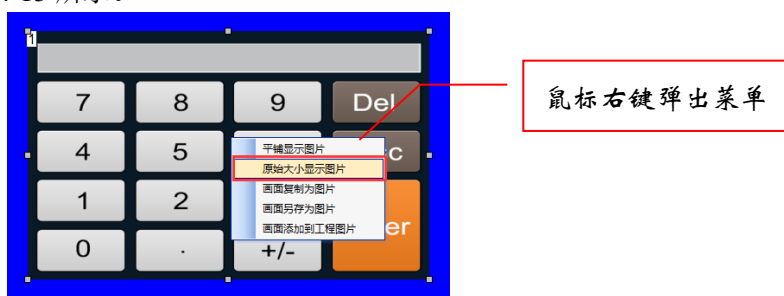 1
7 8 9 Del
鼠标右键弹出菜单
4 5
平铺显示图片
原始大小显示图片
画面复制为图片
画面另存为图片
画面添加到工程图片
1 2
0 . +/-